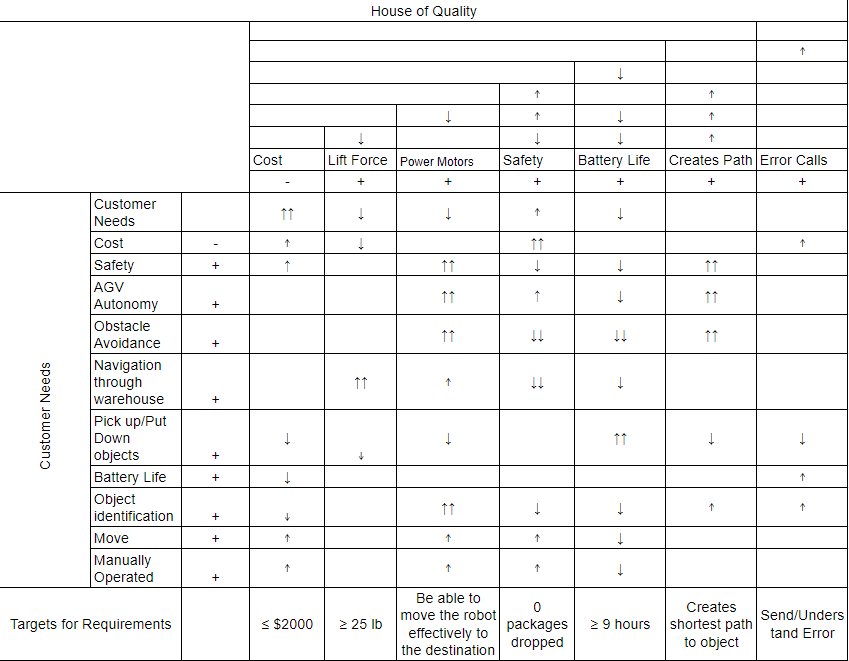 House of Quality
↑
↓
↑ ↑
↓ ↑ ↓ ↑
↓ ↓ ↓ ↑
Cost Lift Force Power Motors Safety Battery Life Creates Path Error Calls
- + + + + + +
Customer
Needs ↑↑ ↓ ↓ ↑ ↓
Cost - ↑ ↓ ↑↑ ↑
Safety + ↑ ↑↑ ↓ ↓ ↑↑
AGV
Autonomy + ↑↑ ↑ ↓ ↑↑
Obstacle
Avoidance + ↑↑ ↓↓ ↓↓ ↑↑
Navigation
through
warehouse + ↑↑ ↑ ↓↓ ↓
Pick up/Put
Down
objects + ↓ ↓ ↓ ↑↑ ↓ ↓
Battery Life + ↓ ↑
Object
identification + ↓ ↑↑ ↓ ↓ ↑ ↑
Move + ↑ ↑ ↑ ↓
Manually
Operated + ↑ ↑ ↑ ↓
Customer Needs
Targets for Requirements
≤ $2000
≥ 25 lb
Be able to
move the robot
effectively to
the destination
0
packages
dropped
≥ 9 hours
Creates
shortest path
to object
Send/Unders
tand Error